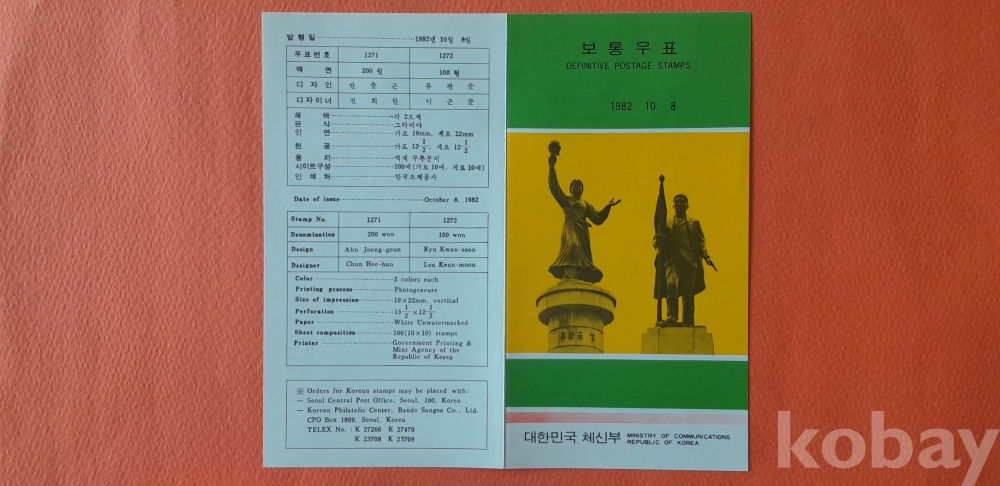 발행일 1982년 10월 8일
우표번호 1271 1272
액면 200원 100원
디자인 안중근 유관순
디자이너 전희한 이근문
쇄색 각 2도색
판식 그라비아
인면 가로 19mm, 세로 22mm
천공 가로 13 1/2, 세로 12 1/2
용지 백색 무투문지
시이트구성 100매(가로 10매, 세로 10매)
인쇄처 한국조폐공사
Date of issue October 8, 1982
Stamp No. 1271 1272
Denomination 200 won 100 won
Design Ahn Joong-geun Ryu Kwan-soon
Designer Chun Hee-han Lee Keun-moon
Color 2 colors each
Printing process Photogravure
Size of impression 19×22mm, vertical
Perforation 13 1/2 × 12 1/2
Paper White Unwatermarked
Sheet composition 100(10×10) stamps
Printer Government Printing &
Mint Agency of the
Republic of Korea
※ Orders for Korean stamps may be placed with:
— Seoul Central Post Office, Seoul, 100, Korea
— Korean Philatelic Center, Bando Sangsa Co., Ltd.
CPO Box 1899, Seoul, Korea
TELEX No. : K 27266 K 27470
K 23708 K 23709
보통우표
DEFINITIVE POSTAGE STAMPS
1982. 10. 8
대한민국 체신부 MINISTRY OF COMMUNICATIONS
REPUBLIC OF KOREA
kobay